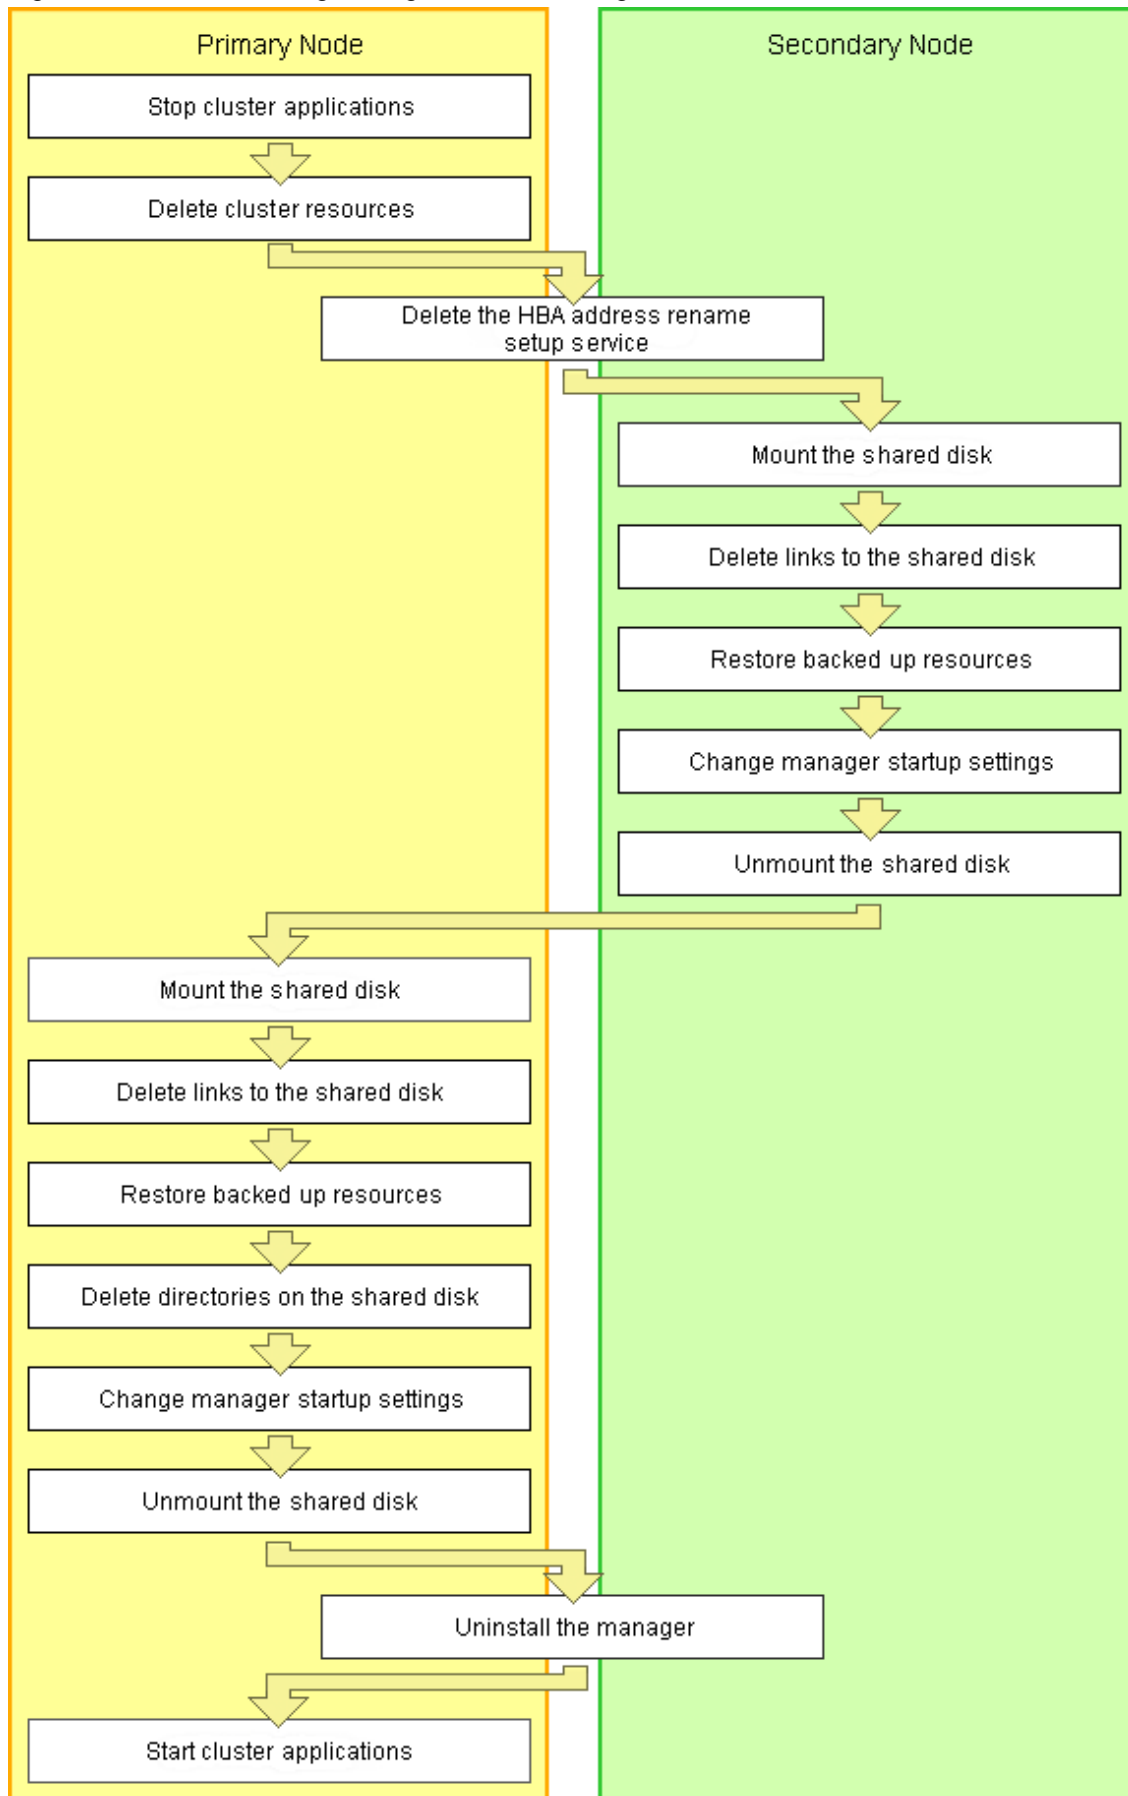 Primary Node
Secondary Node
Stop cluster applications
Delete cluster resources
Delete the HBA address rename
setup service
Mount the shared disk
Delete links to the shared disk
Restore backed up resources
Change manager startup settings
Unmount the shared disk
Mount the shared disk
Delete links to the shared disk
Restore backed up resources
Delete directories on the shared disk
Change manager startup settings
Unmount the shared disk
Uninstall the manager
Start cluster applications